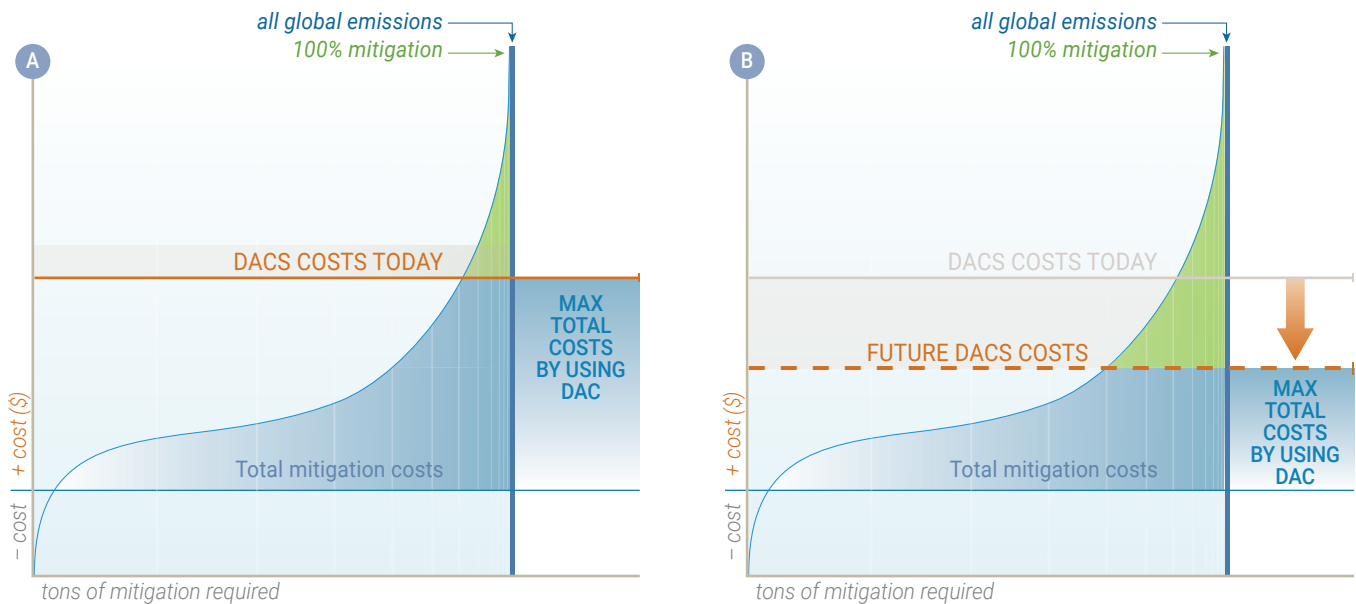 A
all global emissions
100% mitigation
DACS COSTS TODAY
MAX
TOTAL
COSTS
BY USING
DAC
Total mitigation costs
+ cost ($)
– cost
tons of mitigation required
B
all global emissions
100% mitigation
DACS COSTS TODAY
FUTURE DACS COSTS
MAX
TOTAL
COSTS
BY USING
DAC
Total mitigation costs
+ cost ($)
– cost
tons of mitigation required